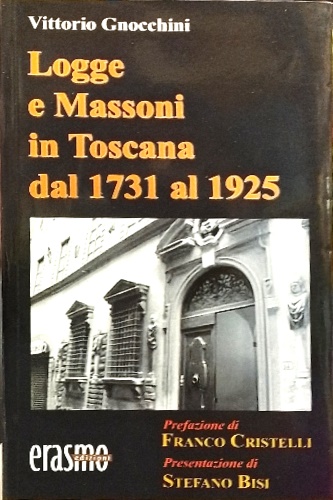 Vittorio Gnocchini
Logge
e Massoni
in Toscana
dal 1731 al 1925
Prefazione di
FRANCO CRISTELLI
Presentazione di
STEFANO BISI
erasmo
edizioni